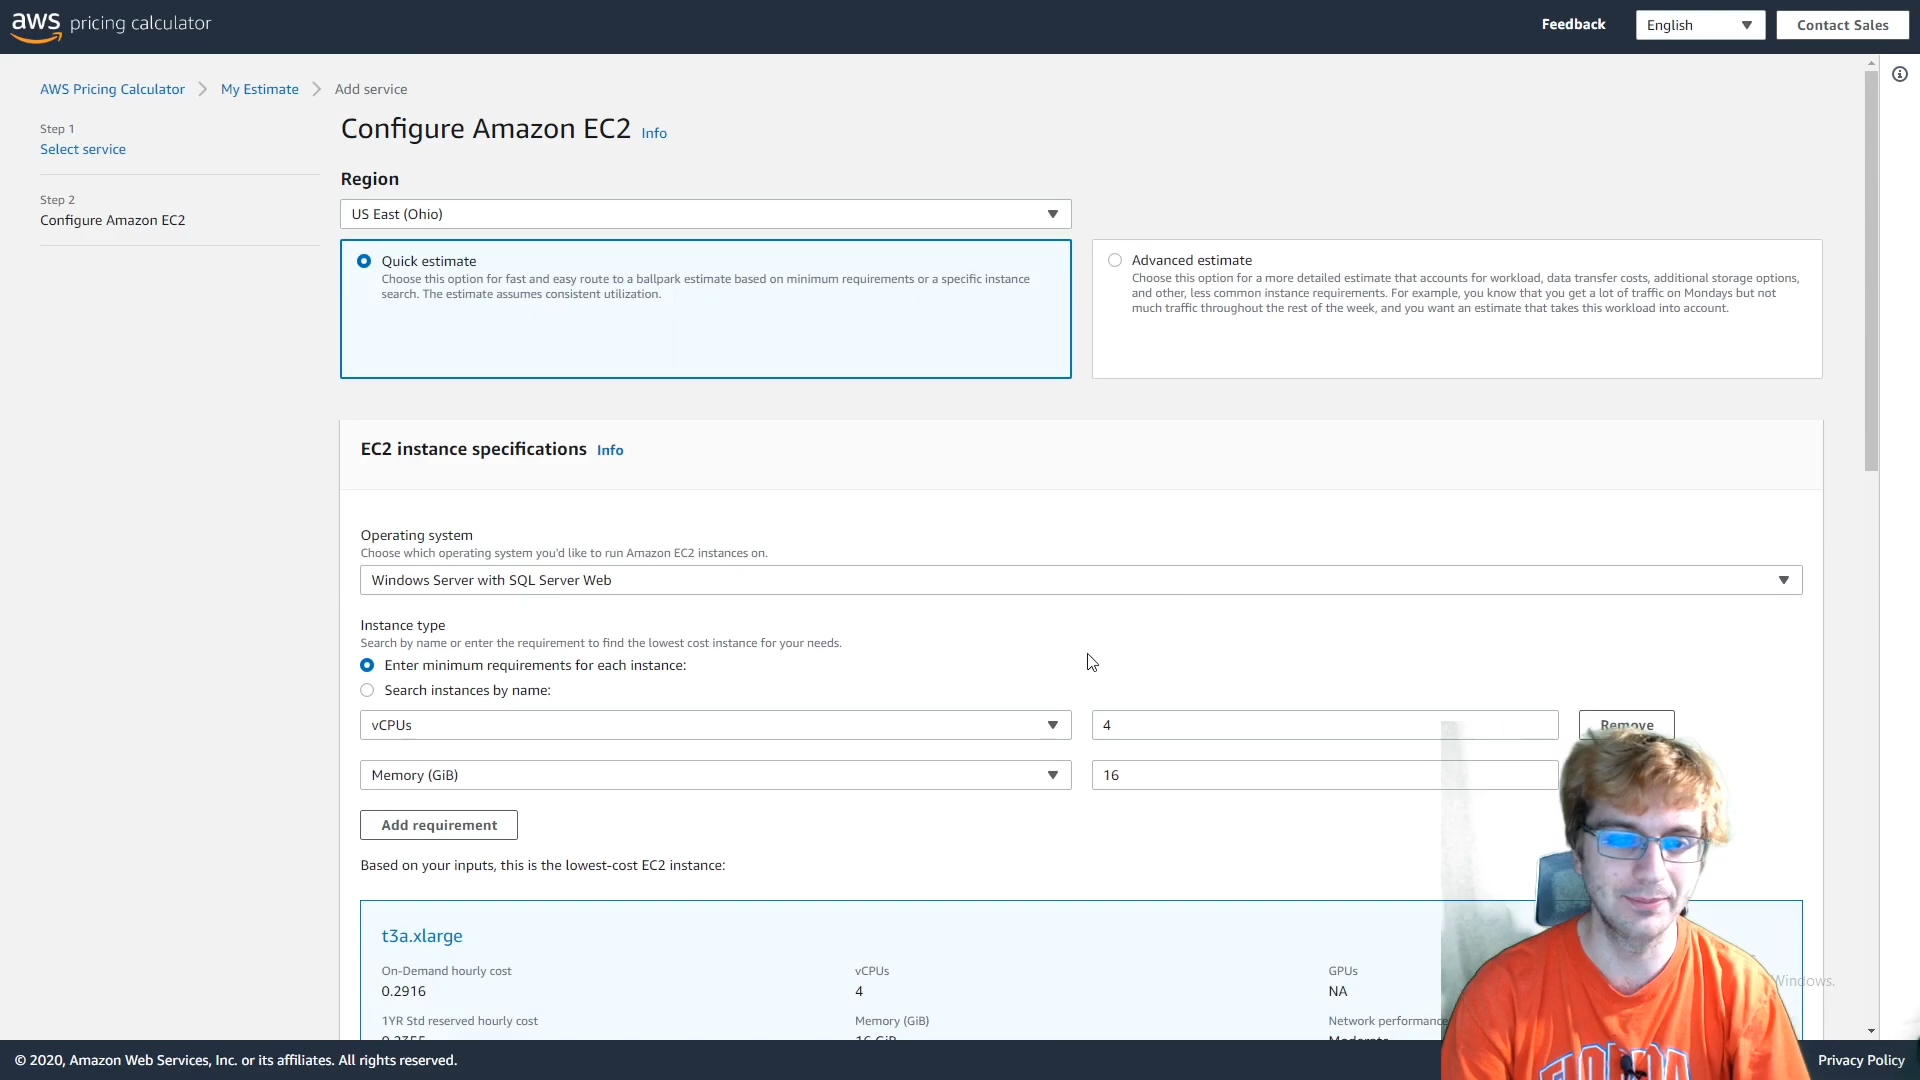 aws pricing calculator
Feedback
English
Contact Sales
AWS Pricing Calculator
My Estimate
Add service
Step 1
Select service
Step 2
Configure Amazon EC2
Configure Amazon EC2 Info
Region
US East (Ohio)
Quick estimate
Choose this option for fast and easy route to a ballpark estimate based on minimum requirements or a specific instance
search. The estimate assumes consistent utilization.
Advanced estimate
Choose this option for a more detailed estimate that accounts for workload, data transfer costs, additional storage options,
and other, less common instance requirements. For example, you know that you get a lot of traffic on Mondays but not
much traffic throughout the rest of the week, and you want an estimate that takes this workload into account.
EC2 instance specifications Info
Operating system
Choose which operating system you'd like to run Amazon EC2 instances on.
Windows Server with SQL Server Web
Instance type
Search by name or enter the requirement to find the lowest cost instance for your needs.
Enter minimum requirements for each instance:
Search instances by name:
vCPUs
4
Remove
Memory (GiB)
16
Add requirement
Based on your inputs, this is the lowest-cost EC2 instance:
t3a.xlarge
On-Demand hourly cost
0.2916
vCPUs
4
GPUs
NA
1YR Std reserved hourly cost
Memory (GiB)
16 GiB
Network performance
Windows.
© 2020, Amazon Web Services, Inc. or its affiliates. All rights reserved.
Privacy Policy